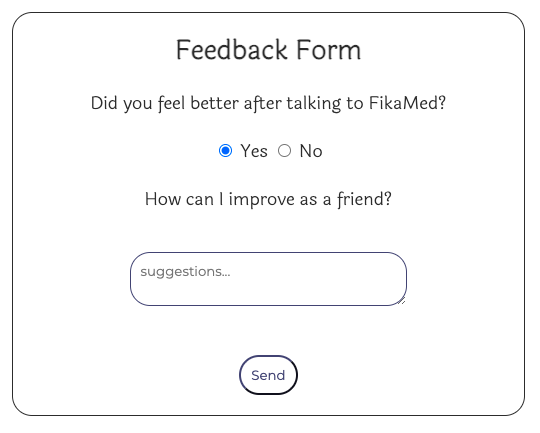 Feedback Form
Did you feel better after talking to FikaMed?
Yes No
How can I improve as a friend?
suggestions...
Send